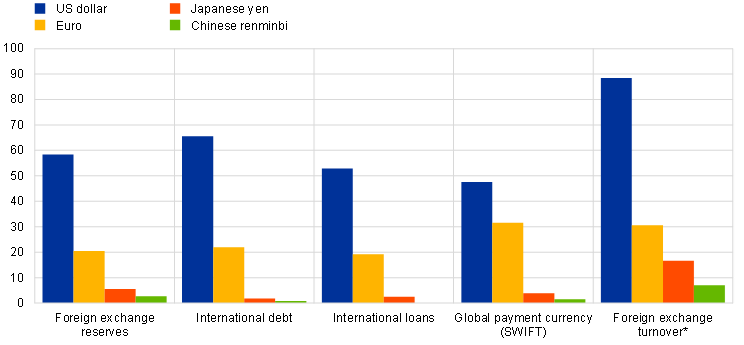 US dollar
Japanese yen
Euro
Chinese renminbi
100
90
80
70
60
50
40
30
20
10
0
Foreign exchange
reserves
International debt
International loans
Global payment currency
(SWIFT)
Foreign exchange
turnover*